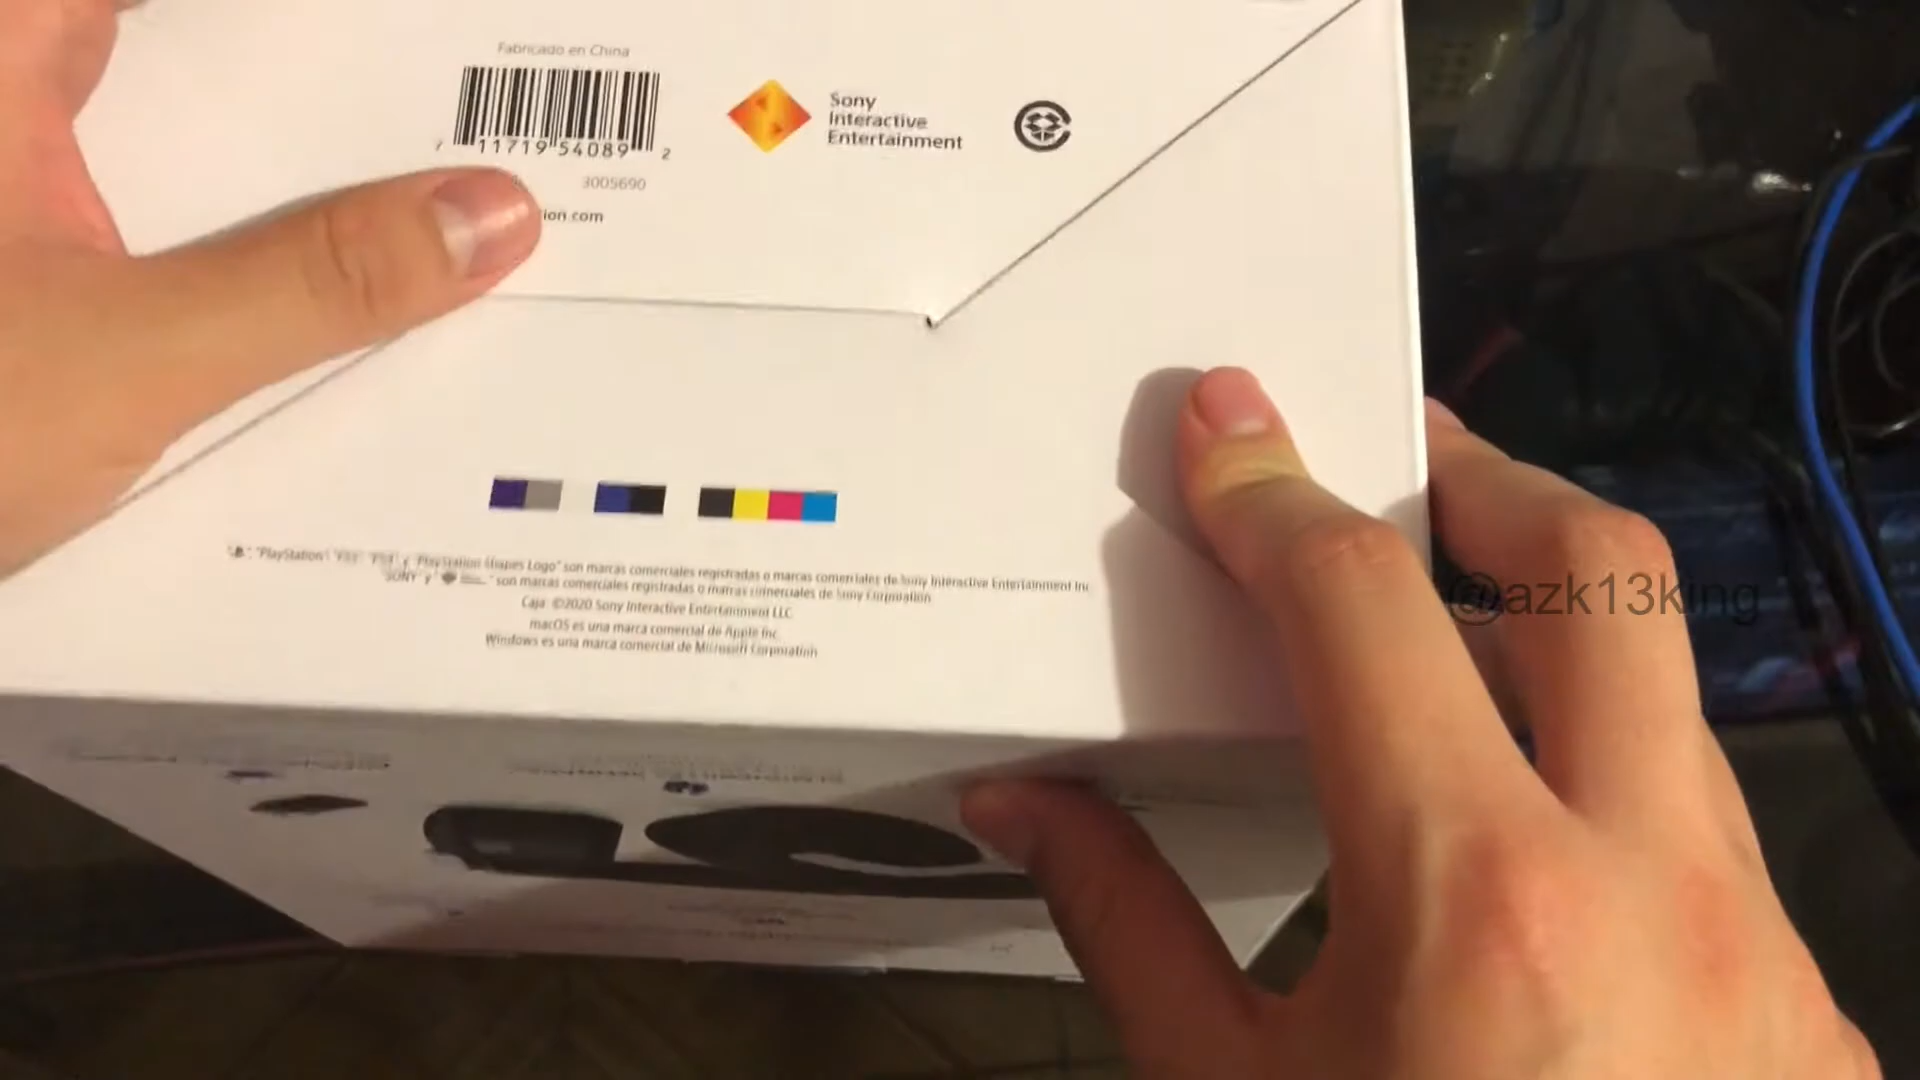 Fabricado en China
7 11719 54089 2
Sony
Interactive
Entertainment
3005690
ion.com
"PlayStation" "PS5" "PS4" y "PlayStation Shapes Logo" son marcas comerciales registradas o marcas comerciales de Sony Interactive Entertainment Inc.
"SONY" y son marcas comerciales registradas o marcas comerciales de Sony Corporation
Caja: ©2020 Sony Interactive Entertainment LLC
macOS es una marca comercial de Apple Inc.
Windows es una marca comercial de Microsoft Corporation
@azk13king